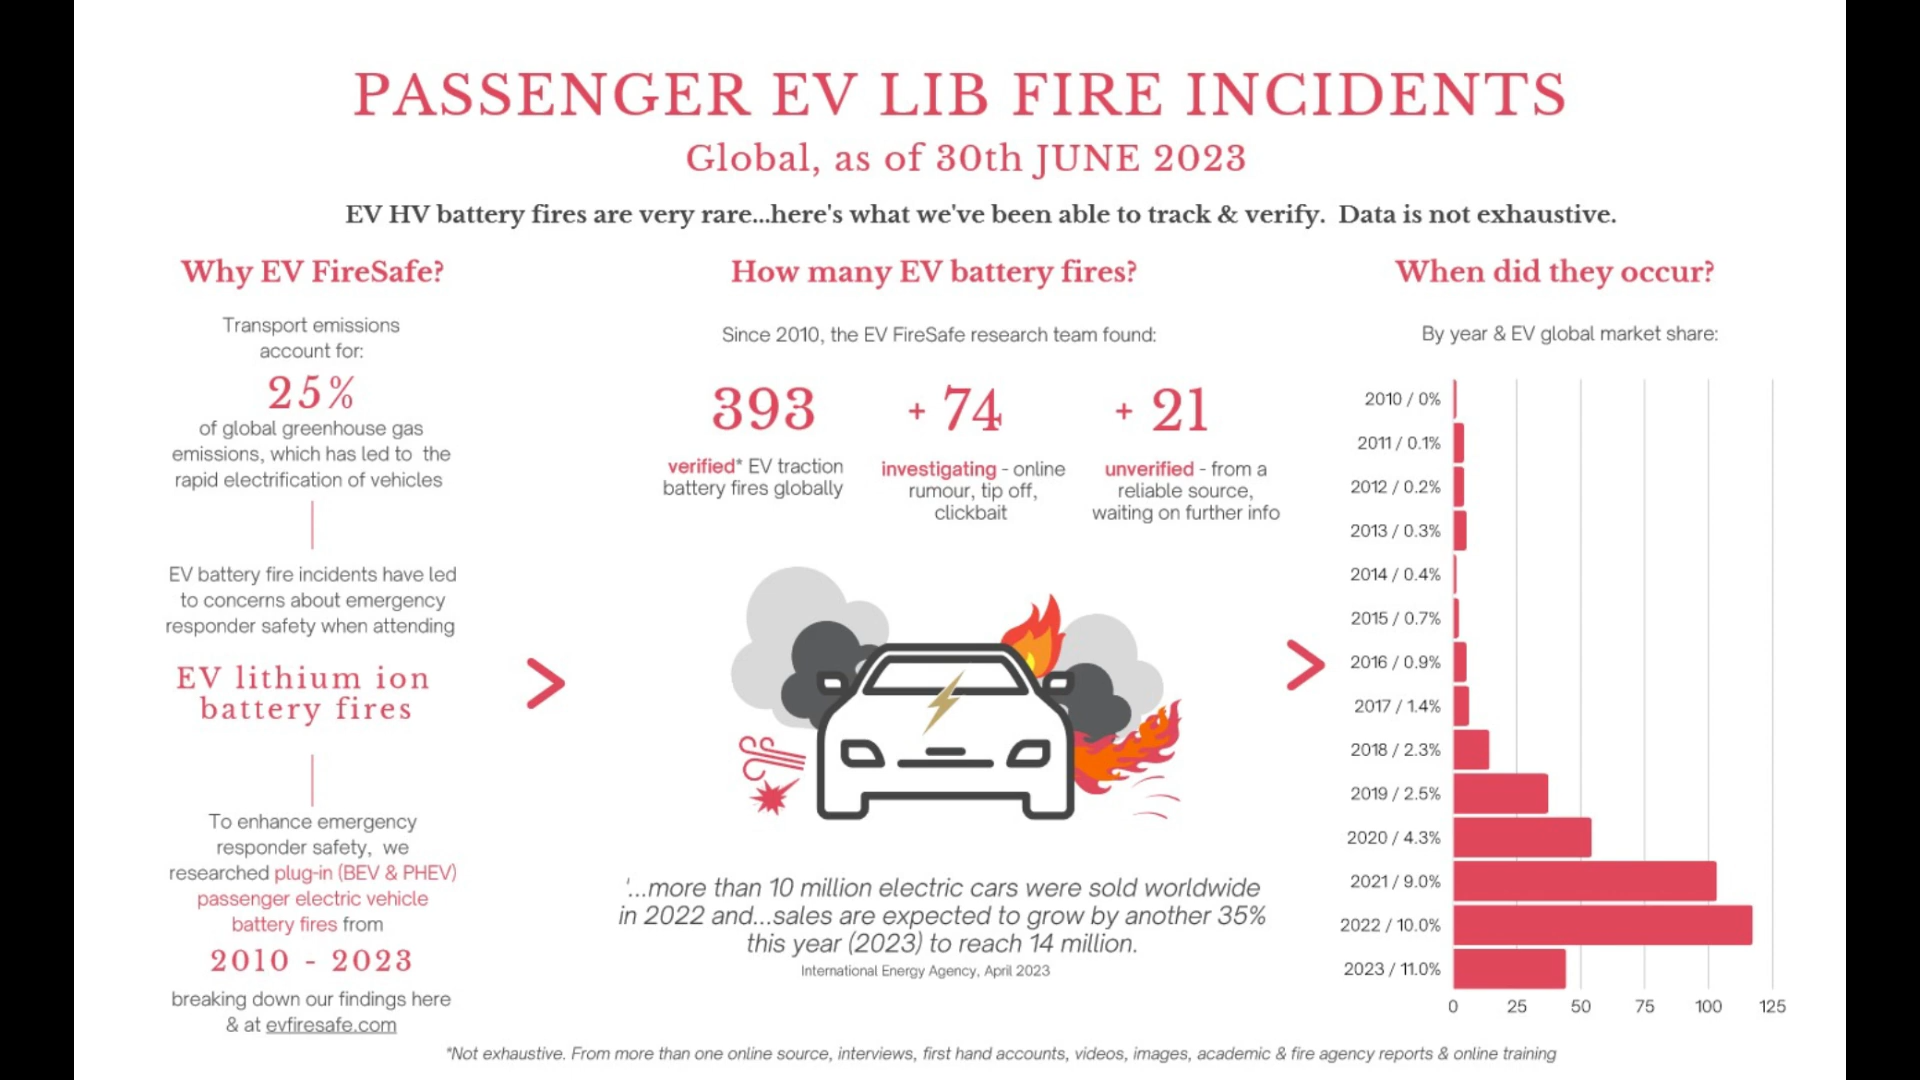 PASSENGER EV LIB FIRE INCIDENTS
Global, as of 30th JUNE 2023
EV HV battery fires are very rare...here's what we've been able to track & verify. Data is not exhaustive.
Why EV FireSafe?
Transport emissions
account for:
25%
of global greenhouse gas
emissions, which has led to the
rapid electrification of vehicles
EV battery fire incidents have led
to concerns about emergency
responder safety when attending
EV lithium ion
battery fires
To enhance emergency
responder safety, we
researched plug-in (BEV & PHEV)
passenger electric vehicle
battery fires from
2010 - 2023
breaking down our findings here
& at evfiresafe.com
How many EV battery fires?
Since 2010, the EV FireSafe research team found:
393
verified* EV traction
battery fires globally
+ 74
investigating - online
rumour, tip off,
clickbait
+ 21
unverified - from a
reliable source,
waiting on further info
'...more than 10 million electric cars were sold worldwide
in 2022 and...sales are expected to grow by another 35%
this year (2023) to reach 14 million.
International Energy Agency, April 2023
When did they occur?
By year & EV global market share:
2010 / 0%
2011 / 0.1%
2012 / 0.2%
2013 / 0.3%
2014 / 0.4%
2015 / 0.7%
2016 / 0.9%
2017 / 1.4%
2018 / 2.3%
2019 / 2.5%
2020 / 4.3%
2021 / 9.0%
2022 / 10.0%
2023 / 11.0%
0 25 50 75 100 125
*Not exhaustive. From more than one online source, interviews, first hand accounts, videos, images, academic & fire agency reports & online training